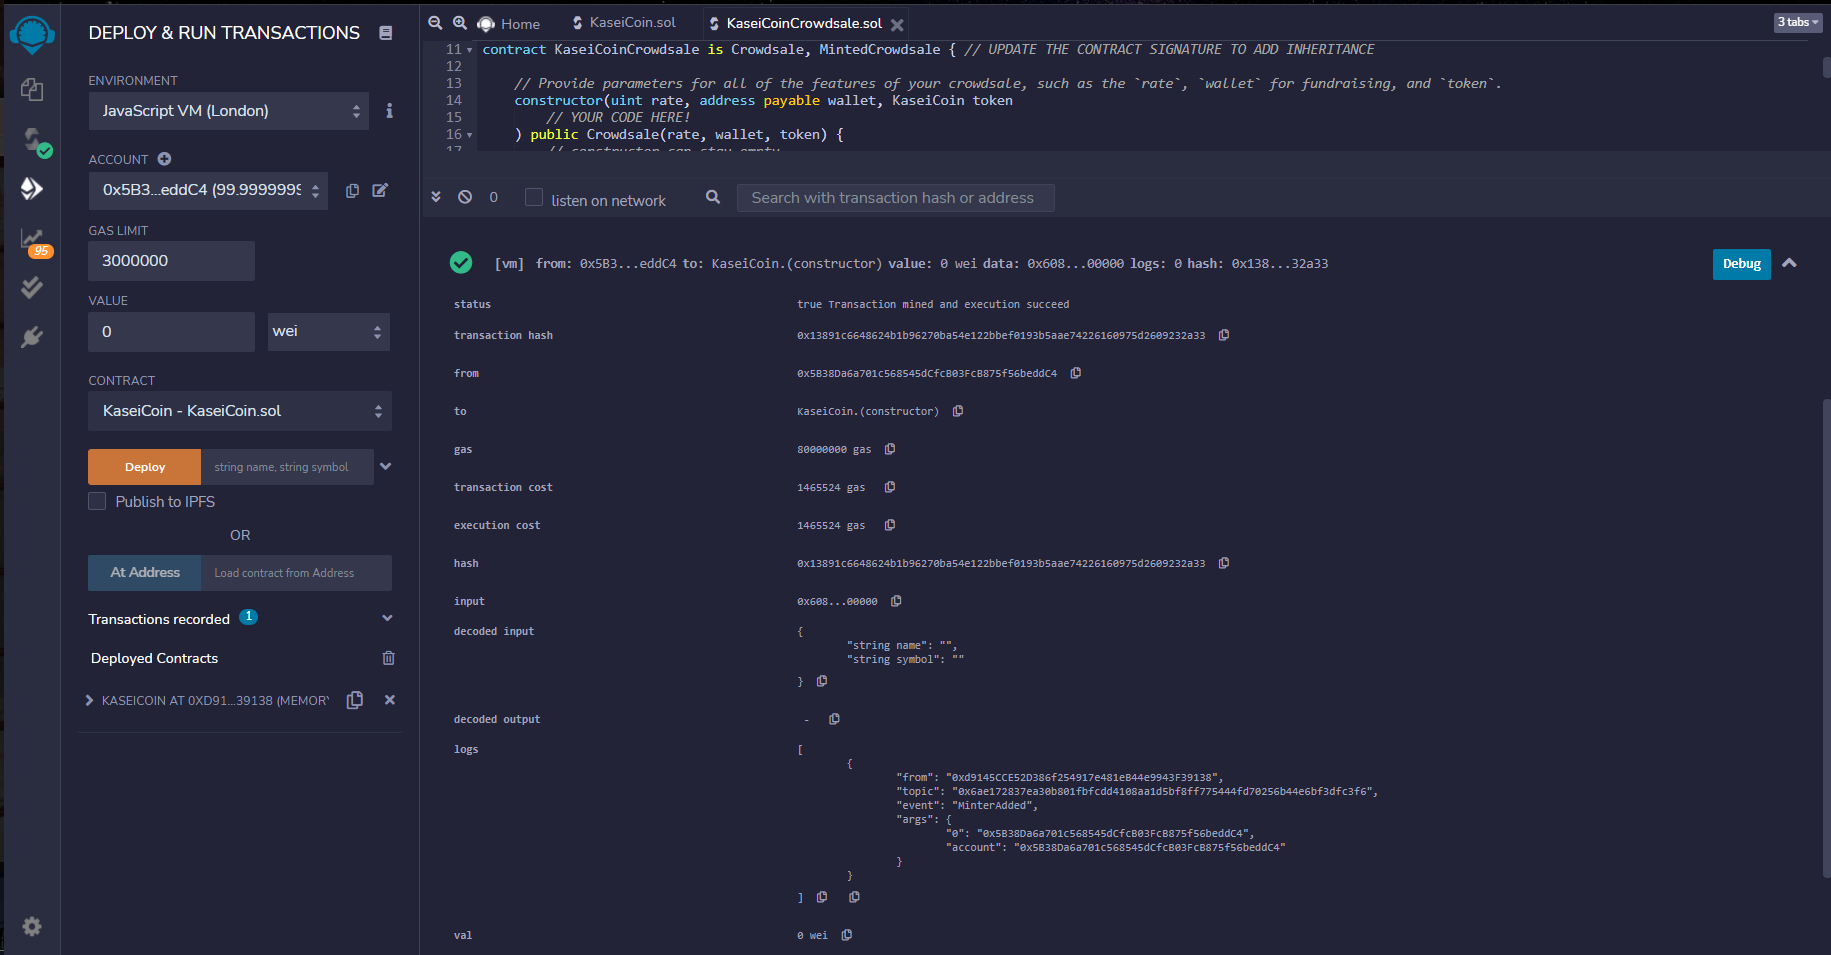 DEPLOY & RUN TRANSACTIONS
ENVIRONMENT
JavaScript VM (London)
ACCOUNT
0x5B3...eddC4 (99.9999999
GAS LIMIT
3000000
VALUE
0
wei
CONTRACT
KaseiCoin - KaseiCoin.sol
Deploy
string name, string symbol
Publish to IPFS
OR
At Address
Load contract from Address
Transactions recorded 1
Deployed Contracts
KASEICOIN AT 0XD91...39138 (MEMORY
95
Home
KaseiCoin.sol
KaseiCoinCrowdsale.sol
3 tabs
11 contract KaseiCoinCrowdsale is Crowdsale, MintedCrowdsale { // UPDATE THE CONTRACT SIGNATURE TO ADD INHERITANCE
12
13 // Provide parameters for all of the features of your crowdsale, such as the `rate`, `wallet` for fundraising, and `token`.
14 constructor(uint rate, address payable wallet, KaseiCoin token
15 // YOUR CODE HERE!
16 ) public Crowdsale(rate, wallet, token) {
17 // constructor can stay empty
0
listen on network
Search with transaction hash or address
[vm] from: 0x5B3...eddC4 to: KaseiCoin.(constructor) value: 0 wei data: 0x608...00000 logs: 0 hash: 0x138...32a33
Debug
status true Transaction mined and execution succeed
transaction hash 0x13891c6648624b1b96270ba54e122bbef0193b5aae74226160975d2609232a33
from 0x5B38Da6a701c568545dCfcB03FcB875f56beddC4
to KaseiCoin.(constructor)
gas 80000000 gas
transaction cost 1465524 gas
execution cost 1465524 gas
hash 0x13891c6648624b1b96270ba54e122bbef0193b5aae74226160975d2609232a33
input 0x608...00000
decoded input {
"string name": "",
"string symbol": ""
}
decoded output -
logs [
{
"from": "0xd9145CCE52D386f254917e481eB44e9943F39138",
"topic": "0x6ae172837ea30b801fbfcdd4108aa1d5bf8ff775444fd70256b44e6bf3dfc3f6",
"event": "MinterAdded",
"args": {
"0": "0x5B38Da6a701c568545dCfcB03FcB875f56beddC4",
"account": "0x5B38Da6a701c568545dCfcB03FcB875f56beddC4"
}
}
]
val 0 wei